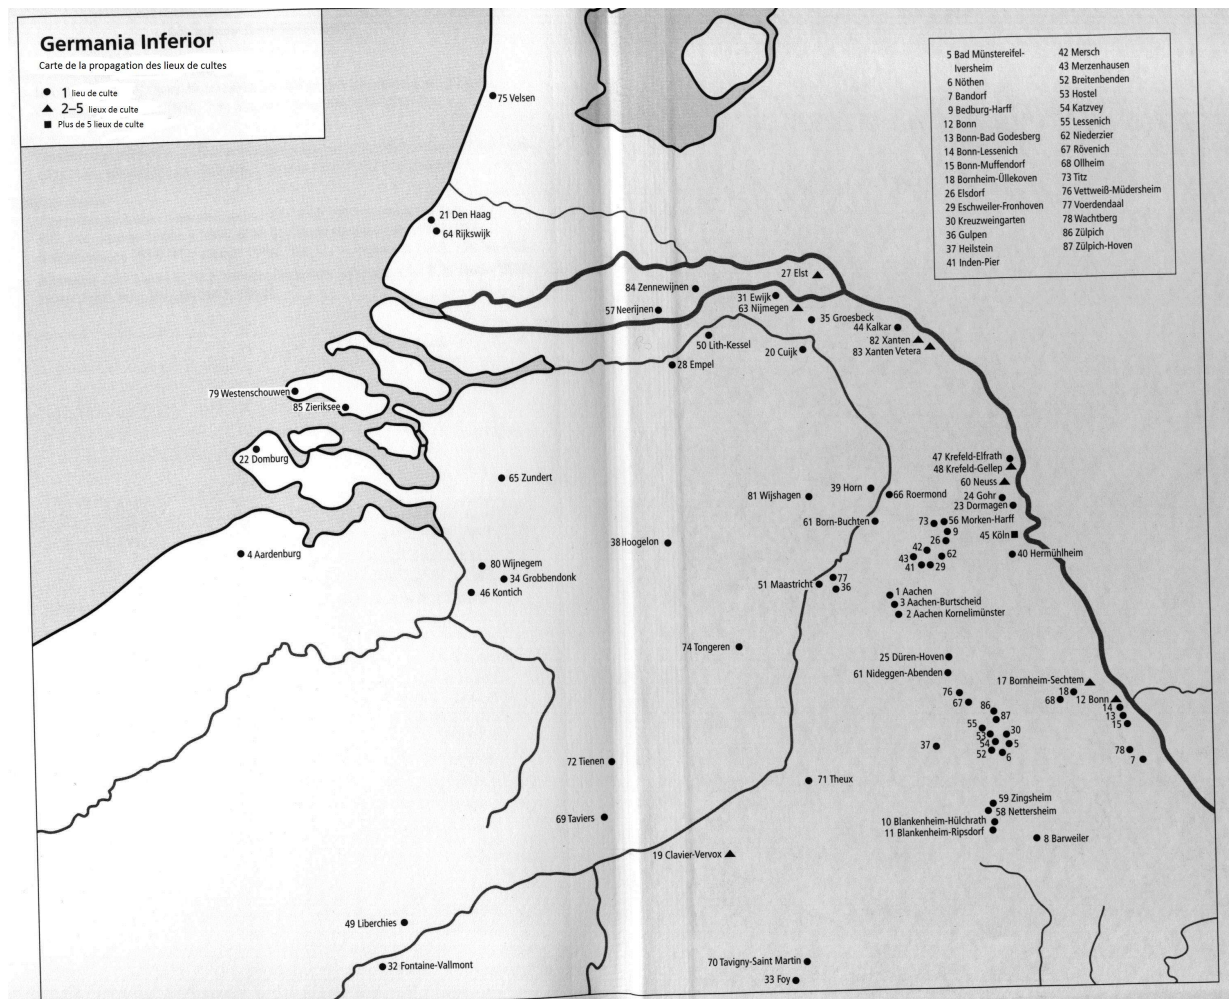 Germania Inferior
Carte de la propagation des lieux de cultes
1 lieu de culte
2–5 lieux de culte
Plus de 5 lieux de culte
5 Bad Münstereifel-
Iversheim
6 Nöthen
7 Bandorf
9 Bedburg-Harff
12 Bonn
13 Bonn-Bad Godesberg
14 Bonn-Lessenich
15 Bonn-Muffendorf
18 Bornheim-Üllekoven
26 Elsdorf
29 Eschweiler-Fronhoven
30 Kreuzweingarten
36 Gulpen
37 Heilstein
41 Inden-Pier
42 Mersch
43 Merzenhausen
52 Breitenbenden
53 Hostel
54 Katzvey
55 Lessenich
62 Niederzier
67 Rövenich
68 Ollheim
73 Titz
76 Vettweiß-Müdersheim
77 Voerdendaal
78 Wachtberg
86 Zülpich
87 Zülpich-Hoven
75 Velsen
21 Den Haag
64 Rijkswijk
27 Elst
84 Zennewijnen
31 Ewijk
63 Nijmegen
57 Neerijnen
35 Groesbeck
44 Kalkar
82 Xanten
83 Xanten Vetera
50 Lith-Kessel
20 Cuijk
28 Empel
79 Westenschouwen
85 Zieriksee
22 Domburg
47 Krefeld-Elfrath
48 Krefeld-Gellep
65 Zundert
60 Neuss
39 Horn
66 Roermond
81 Wijshagen
24 Gohr
23 Dormagen
61 Born-Buchten
73
56 Morken-Harff
9
45 Köln
26
38 Hoogelon
42
4 Aardenburg
43
62
40 Hermühlheim
41
29
80 Wijnegem
34 Grobbendonk
46 Kontich
77
51 Maastricht
36
1 Aachen
3 Aachen-Burtscheid
2 Aachen Kornelimünster
74 Tongeren
25 Düren-Hoven
61 Nideggen-Abenden
17 Bornheim-Sechtem
76
18
67
68
12 Bonn
86
14
87
13
55
15
53
30
54
5
37
52
6
78
7
72 Tienen
71 Theux
59 Zingsheim
58 Nettersheim
69 Taviers
10 Blankenheim-Hülchrath
11 Blankenheim-Ripsdorf
8 Barweiler
19 Clavier-Vervox
49 Liberchies
32 Fontaine-Vallmont
70 Tavigny-Saint Martin
33 Foy